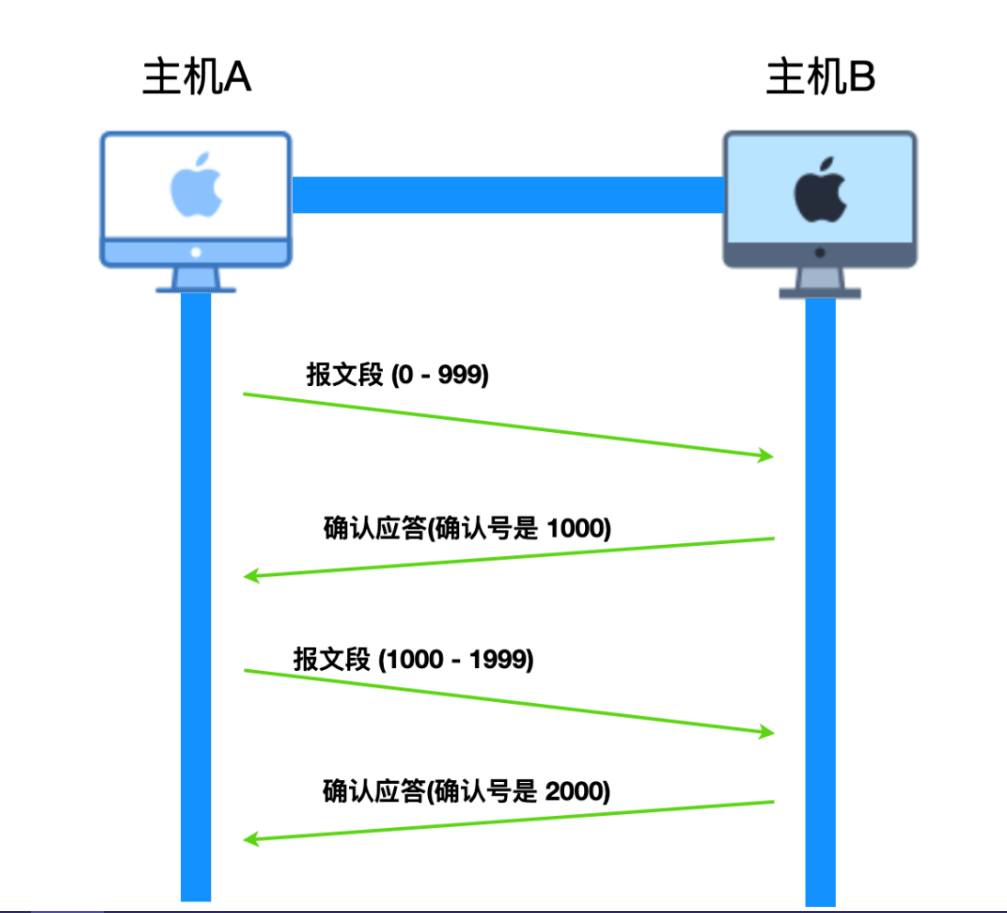 主机A
主机B
报文段 (0 - 999)
确认应答(确认号是 1000)
报文段 (1000 - 1999)
确认应答(确认号是 2000)